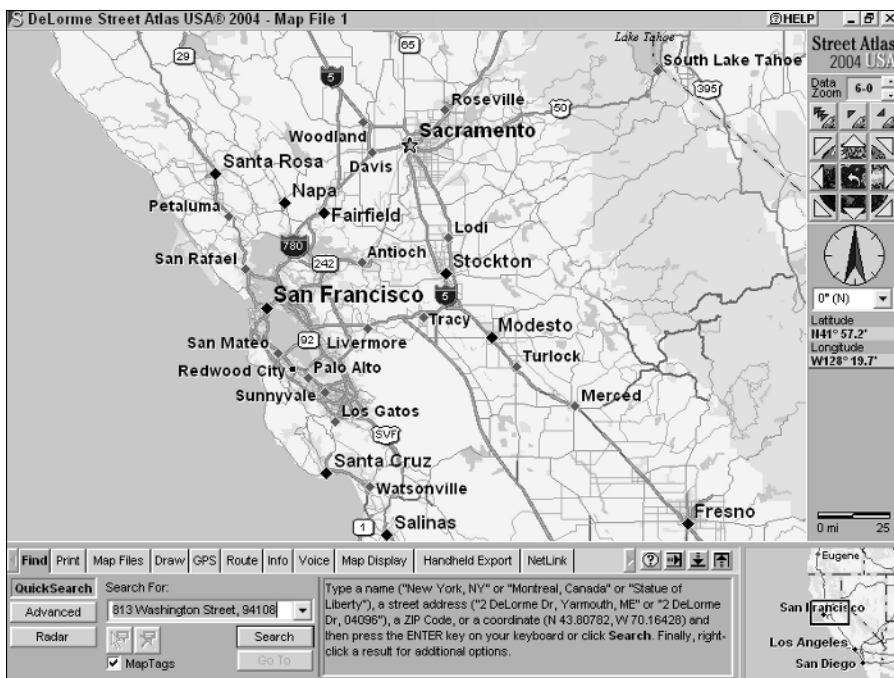 DeLorme Street Atlas USA® 2004 - Map File 1
HELP
Lake Tahoe
South Lake Tahoe
65
29
5
395
Roseville
50
Woodland
Sacramento
Davis
Santa Rosa
Napa
Petaluma
Fairfield
Lodi
780
Antioch
San Rafael
242
Stockton
San Francisco
5
Tracy
Modesto
92
Livermore
San Mateo
Turlock
Redwood City
Palo Alto
Sunnyvale
Merced
Los Gatos
SVF
Santa Cruz
Watsonville
Fresno
1
Salinas
Street Atlas
2004 USA
Data
Zoom
6-0
0° (N)
Latitude
N41° 57.2'
Longitude
W128° 19.7'
0 mi 25
Find Print Map Files Draw GPS Route Info Voice Map Display Handheld Export NetLink
QuickSearch
Advanced
Radar
Search For:
813 Washington Street, 94108
MapTags
Search
Go To
Type a name ("New York, NY" or "Montreal, Canada" or "Statue of
Liberty"), a street address ("2 DeLorme Dr, Yarmouth, ME" or "2 DeLorme
Dr, 04096"), a ZIP Code, or a coordinate (N 43.80782, W 70.16428) and
then press the ENTER key on your keyboard or click Search. Finally, right-
click a result for additional options.
Eugene
San Francisco
Los Angeles
San Diego